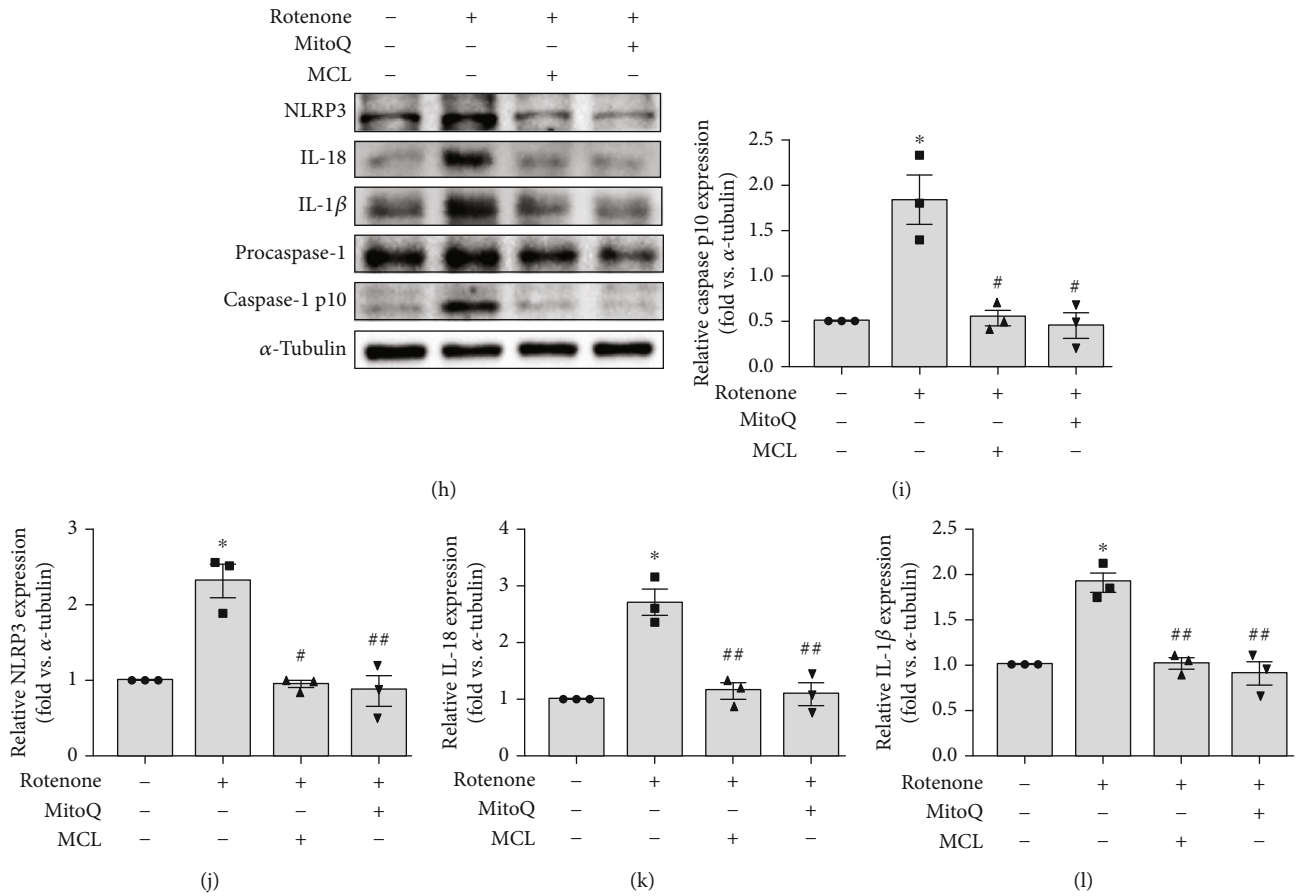 Rotenone − + + +
MitoQ − − − +
MCL − − + −
NLRP3
IL-18
IL-1β
Procaspase-1
Caspase-1 p10
α-Tubulin
(h)
Relative caspase p10 expression
(fold vs. α-tubulin)
2.5
2.0
1.5
1.0
0.5
0.0
*
#
#
Rotenone − + + +
MitoQ − − − +
MCL − − + −
(i)
Relative NLRP3 expression
(fold vs. α-tubulin)
3
2
1
0
*
#
##
Rotenone − + + +
MitoQ − − − +
MCL − − + −
(j)
Relative IL-18 expression
(fold vs. α-tubulin)
4
3
2
1
0
*
##
##
Rotenone − + + +
MitoQ − − − +
MCL − − + −
(k)
Relative IL-1β expression
(fold vs. α-tubulin)
2.5
2.0
1.5
1.0
0.5
0.0
*
##
##
Rotenone − + + +
MitoQ − − − +
MCL − − + −
(l)